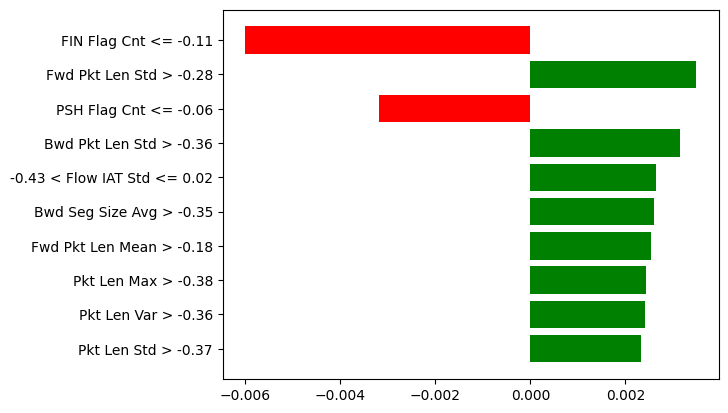 FIN Flag Cnt <= -0.11
Fwd Pkt Len Std > -0.28
PSH Flag Cnt <= -0.06
Bwd Pkt Len Std > -0.36
-0.43 < Flow IAT Std <= 0.02
Bwd Seg Size Avg > -0.35
Fwd Pkt Len Mean > -0.18
Pkt Len Max > -0.38
Pkt Len Var > -0.36
Pkt Len Std > -0.37
−0.006 −0.004 −0.002 0.000 0.002